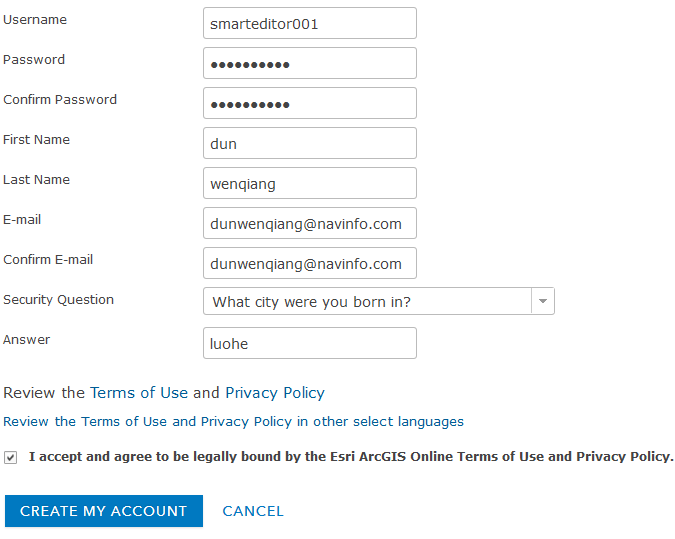 Username smarteditor001
Password ●●●●●●●●●●
Confirm Password ●●●●●●●●●●
First Name dun
Last Name wenqiang
E-mail dunwenqiang@navinfo.com
Confirm E-mail dunwenqiang@navinfo.com
Security Question What city were you born in?
Answer luohe
Review the Terms of Use and Privacy Policy
Review the Terms of Use and Privacy Policy in other select languages
I accept and agree to be legally bound by the Esri ArcGIS Online Terms of Use and Privacy Policy.
CREATE MY ACCOUNT CANCEL